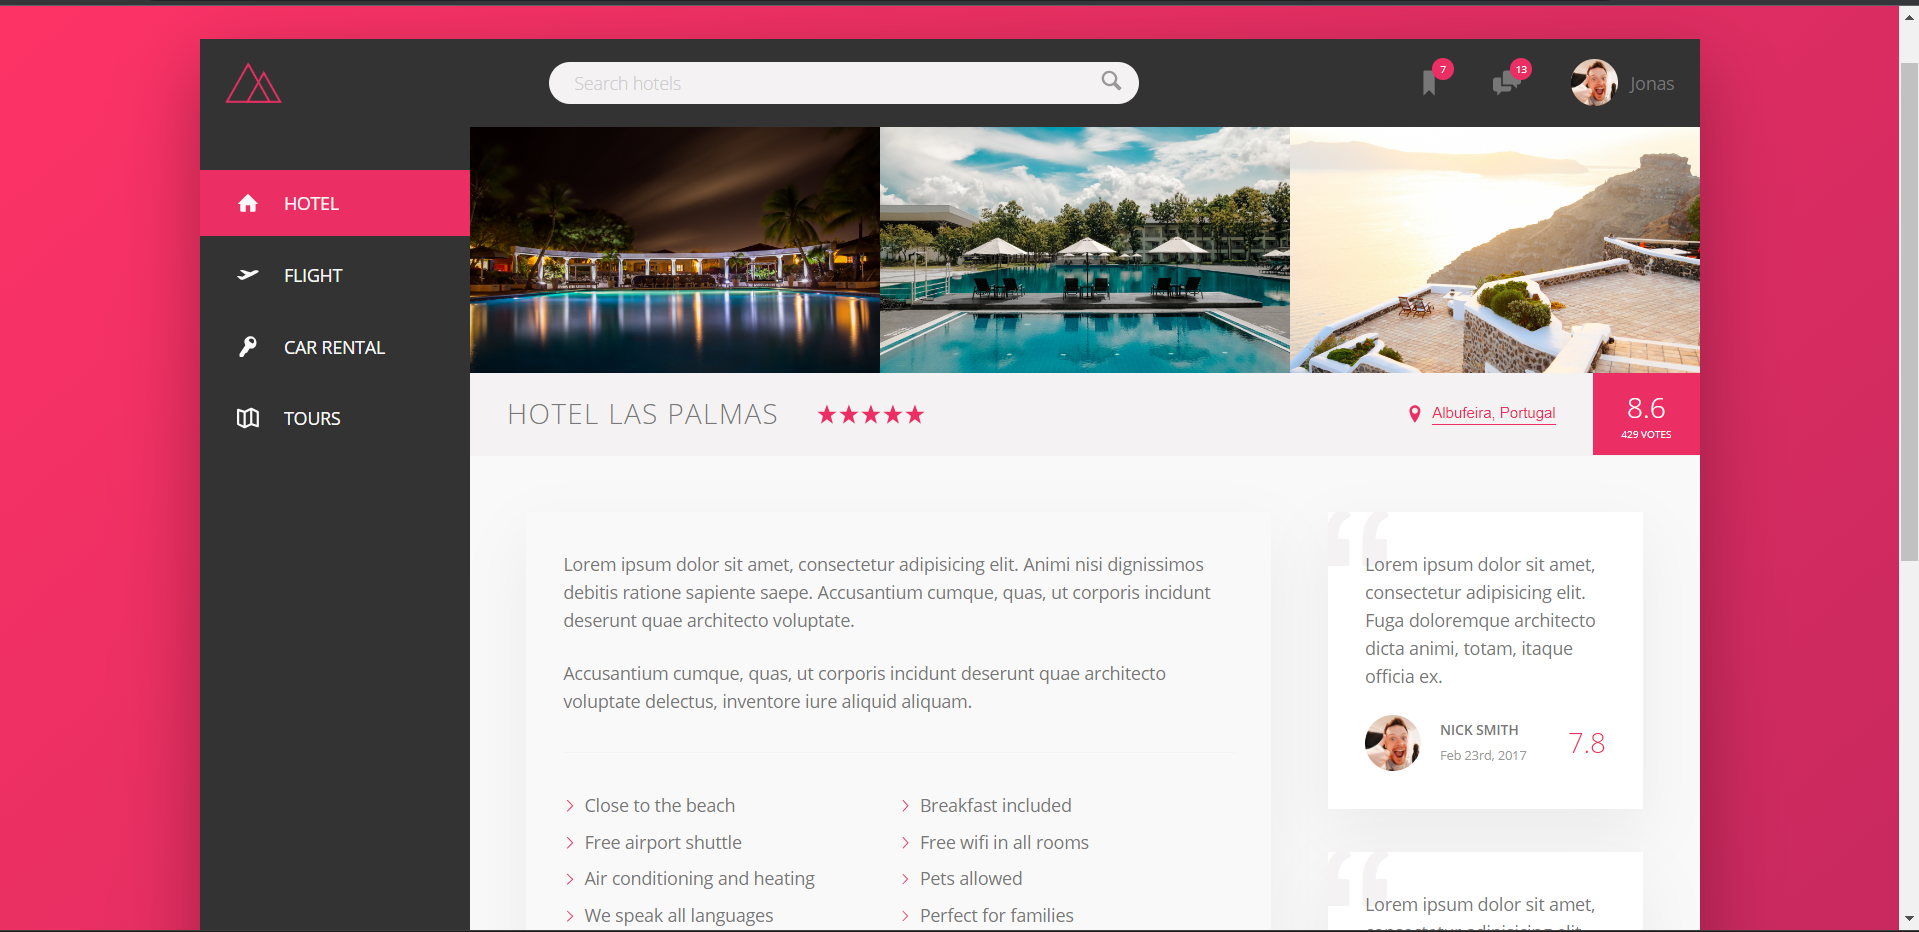 Search hotels
7
13
Jonas
HOTEL
FLIGHT
CAR RENTAL
TOURS
HOTEL LAS PALMAS
Albufeira, Portugal
8.6
429 VOTES
Lorem ipsum dolor sit amet, consectetur adipisicing elit. Animi nisi dignissimos
debitis ratione sapiente saepe. Accusantium cumque, quas, ut corporis incidunt
deserunt quae architecto voluptate.
Accusantium cumque, quas, ut corporis incidunt deserunt quae architecto
voluptate delectus, inventore iure aliquid aliquam.
Close to the beach
Free airport shuttle
Air conditioning and heating
We speak all languages
Breakfast included
Free wifi in all rooms
Pets allowed
Perfect for families
“
Lorem ipsum dolor sit amet,
consectetur adipisicing elit.
Fuga doloremque architecto
dicta animi, totam, itaque
officia ex.
NICK SMITH
Feb 23rd, 2017
7.8
“
Lorem ipsum dolor sit amet,